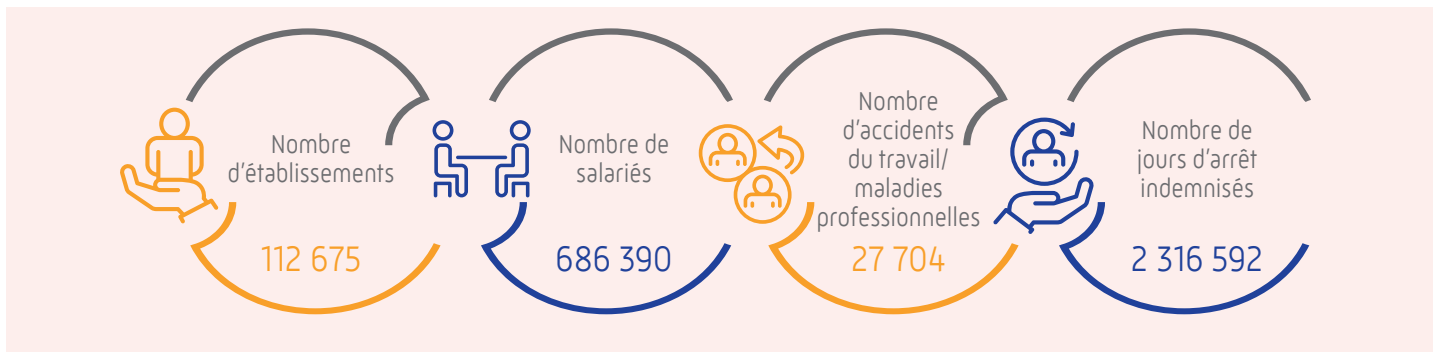 Nombre
d'établissements
112 675
Nombre de
salariés
686 390
Nombre
d'accidents
du travail/
maladies
professionnelles
27 704
Nombre de
jours d'arrêt
indemnisés
2 316 592